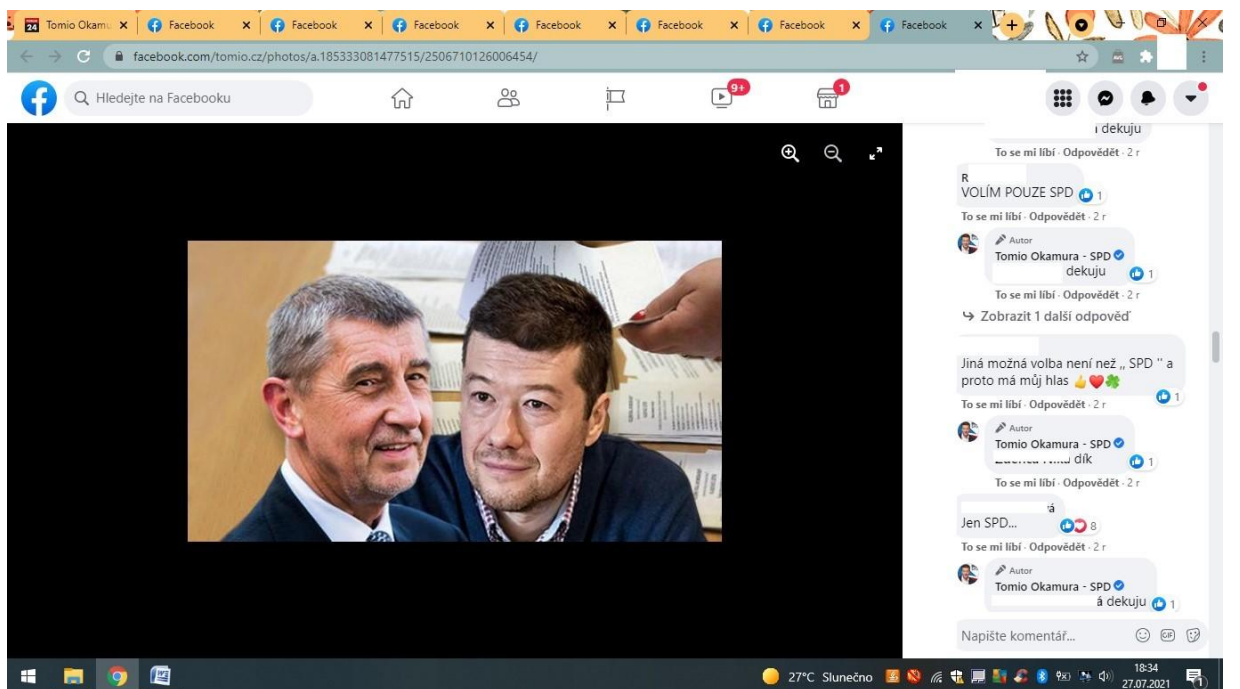 Tomio Okamu
Facebook
Facebook
Facebook
Facebook
Facebook
Facebook
Facebook
facebook.com/tomio.cz/photos/a.185333081477515/2506710126006454/
Hledejte na Facebooku
9+
1
i dekuju
To se mi líbí · Odpovědět · 2 r
R
VOLÍM POUZE SPD
1
To se mi líbí · Odpovědět · 2 r
Autor
Tomio Okamura - SPD
dekuju
1
To se mi líbí · Odpovědět · 2 r
Zobrazit 1 další odpověď
Jiná možná volba není než „ SPD " a
proto má můj hlas 👍❤️🍀
1
To se mi líbí · Odpovědět · 2 r
Autor
Tomio Okamura - SPD
dík
1
To se mi líbí · Odpovědět · 2 r
á
Jen SPD...
8
To se mi líbí · Odpovědět · 2 r
Autor
Tomio Okamura - SPD
á dekuju
1
Napište komentář...
GIF
27°C Slunečno
18:34
27.07.2021
1